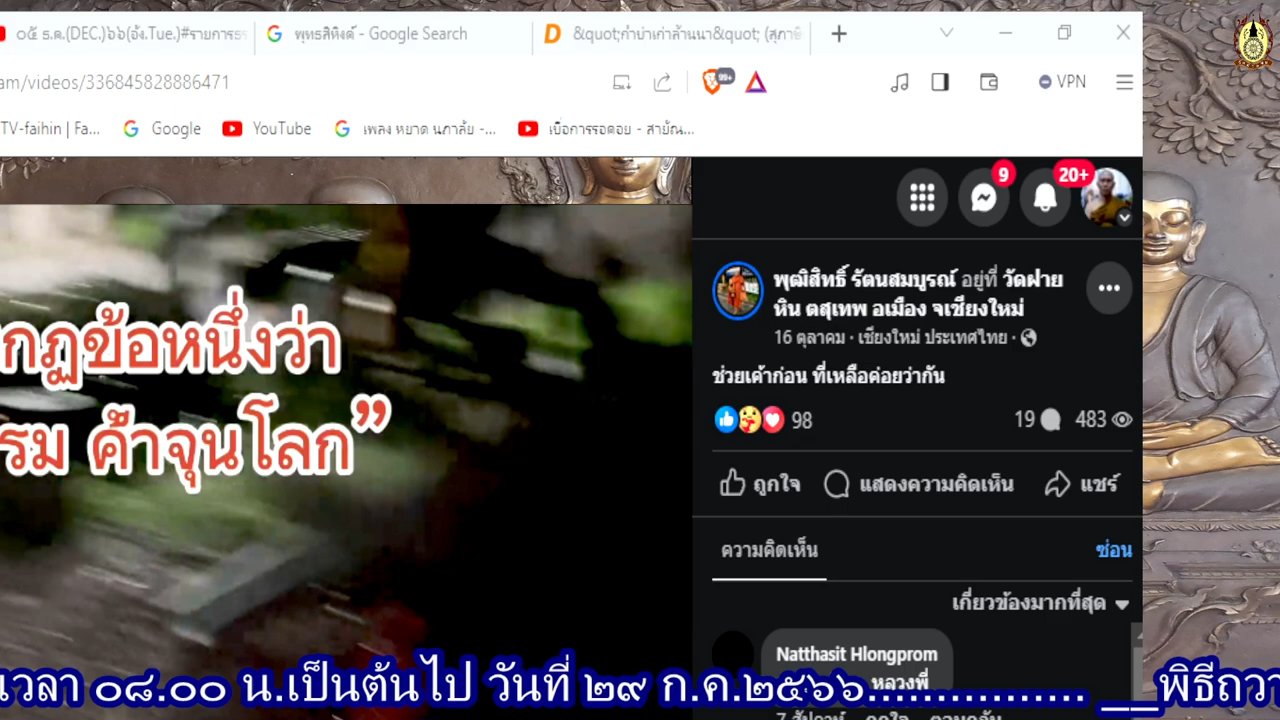 ๐๕ ธ.ค.(DEC.)๖๖(อัง.Tue.)#รายการธร
พุทธสิหิงค์ - Google Search
&quot;กำบ่าเก่าล้านนา&quot; (สุภาษิ
am/videos/336845828886471
99+
VPN
TV-faihin | Fa...
Google
YouTube
เพลง หยาด นภาลัย -...
เบื่อการรอคอย - สายัณ...
9
20+
กฎข้อหนึ่งว่า
รม ค้ำจุนโลก”
พุฒิสิทธิ์ รัตนสมบูรณ์ อยู่ที่ วัดฝาย
หิน ตสุเทพ อเมือง จเชียงใหม่
16 ตุลาคม · เชียงใหม่ ประเทศไทย ·
ช่วยเค้าก่อน ที่เหลือค่อยว่ากัน
98
19
483
ถูกใจ
แสดงความคิดเห็น
แชร์
ความคิดเห็น
ซ่อน
เกี่ยวข้องมากที่สุด
Natthasit Hlongprom
หลวงพี่
เวลา ๐๘.๐๐ น.เป็นต้นไป วันที่ ๒๙ ก.ค.๒๕๖๖............... __พิธีถวา